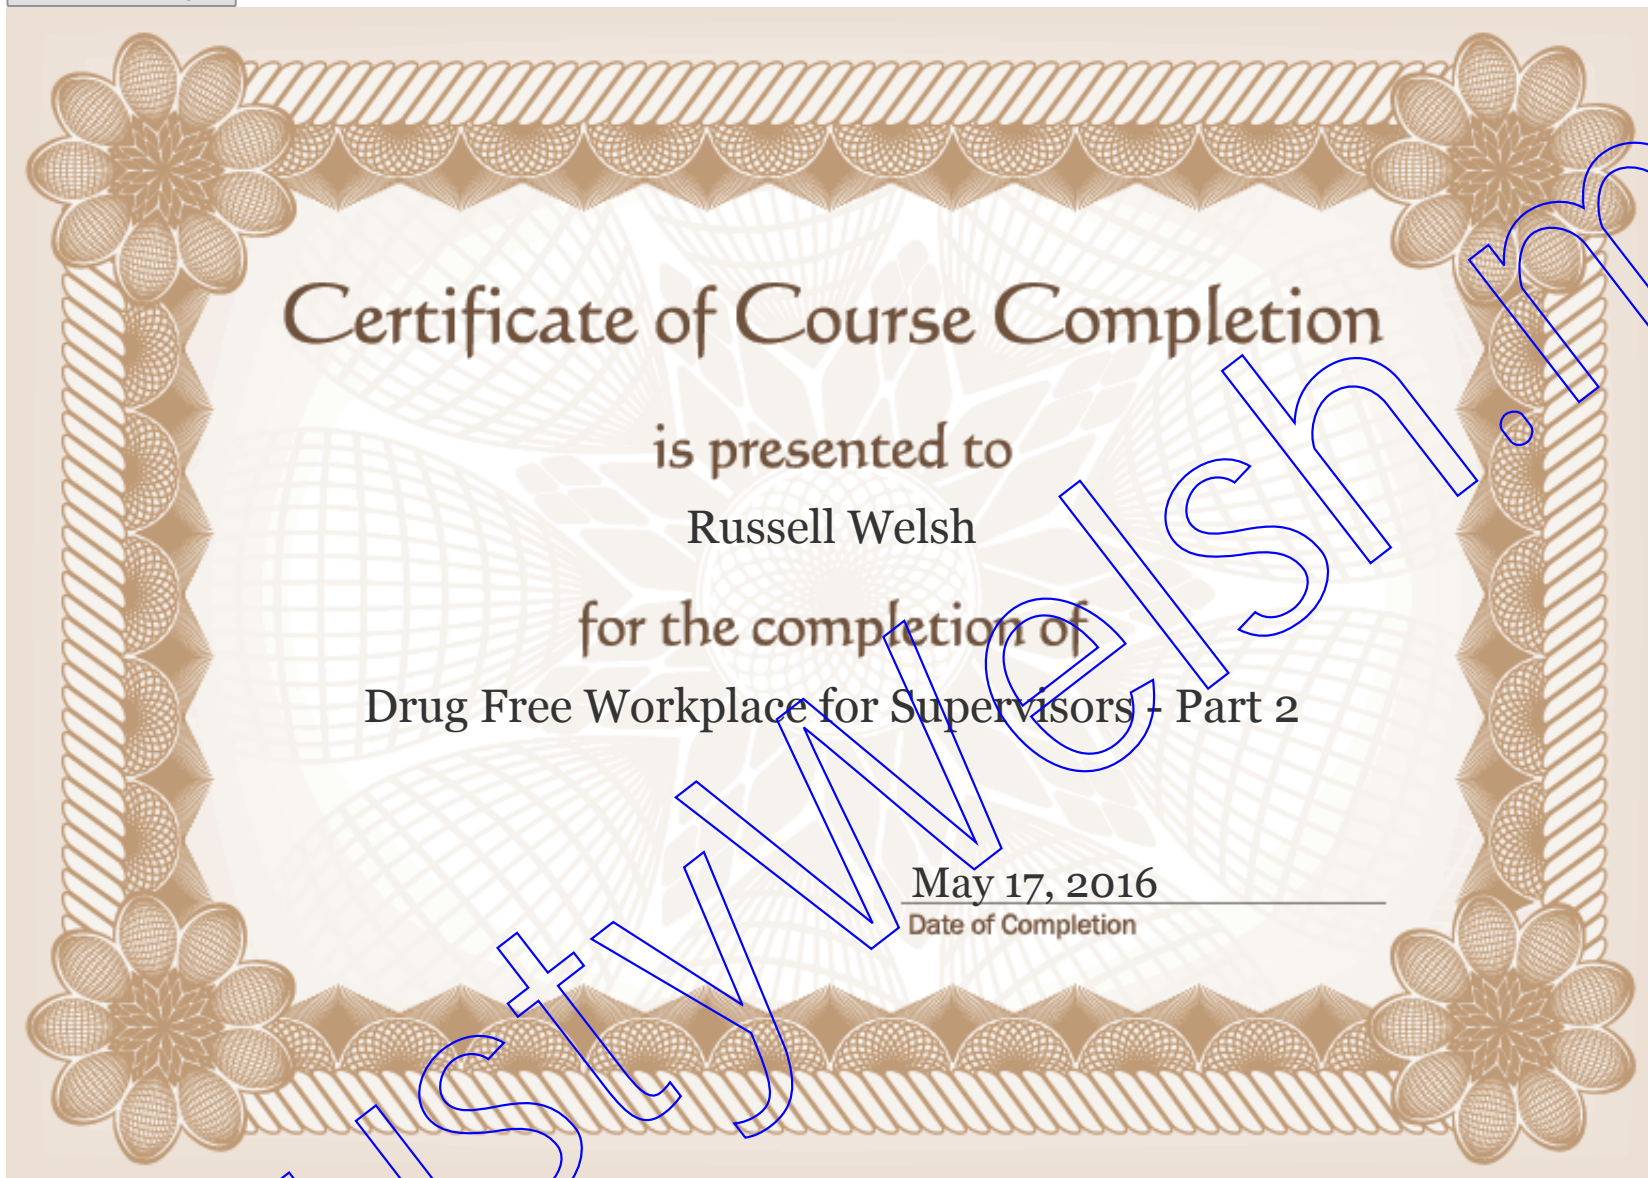 Certificate of Course Completion
is presented to
Russell Welsh
for the completion of
Drug Free Workplace for Supervisors - Part 2
May 17, 2016
Date of Completion
ustyWelsh.m